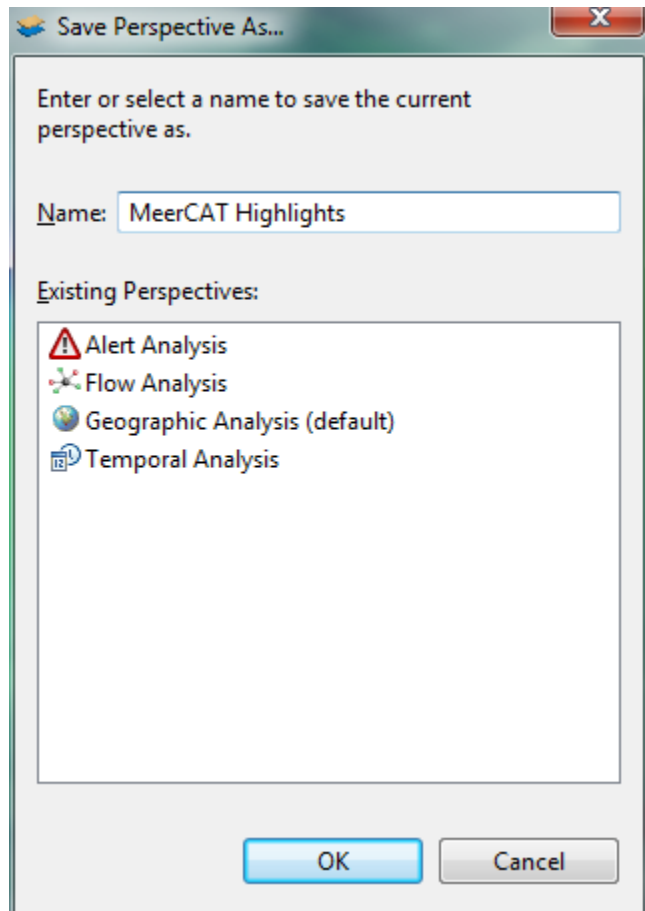 Save Perspective As...
Enter or select a name to save the current
perspective as.
Name: MeerCAT Highlights
Existing Perspectives:
Alert Analysis
Flow Analysis
Geographic Analysis (default)
Temporal Analysis
OK Cancel